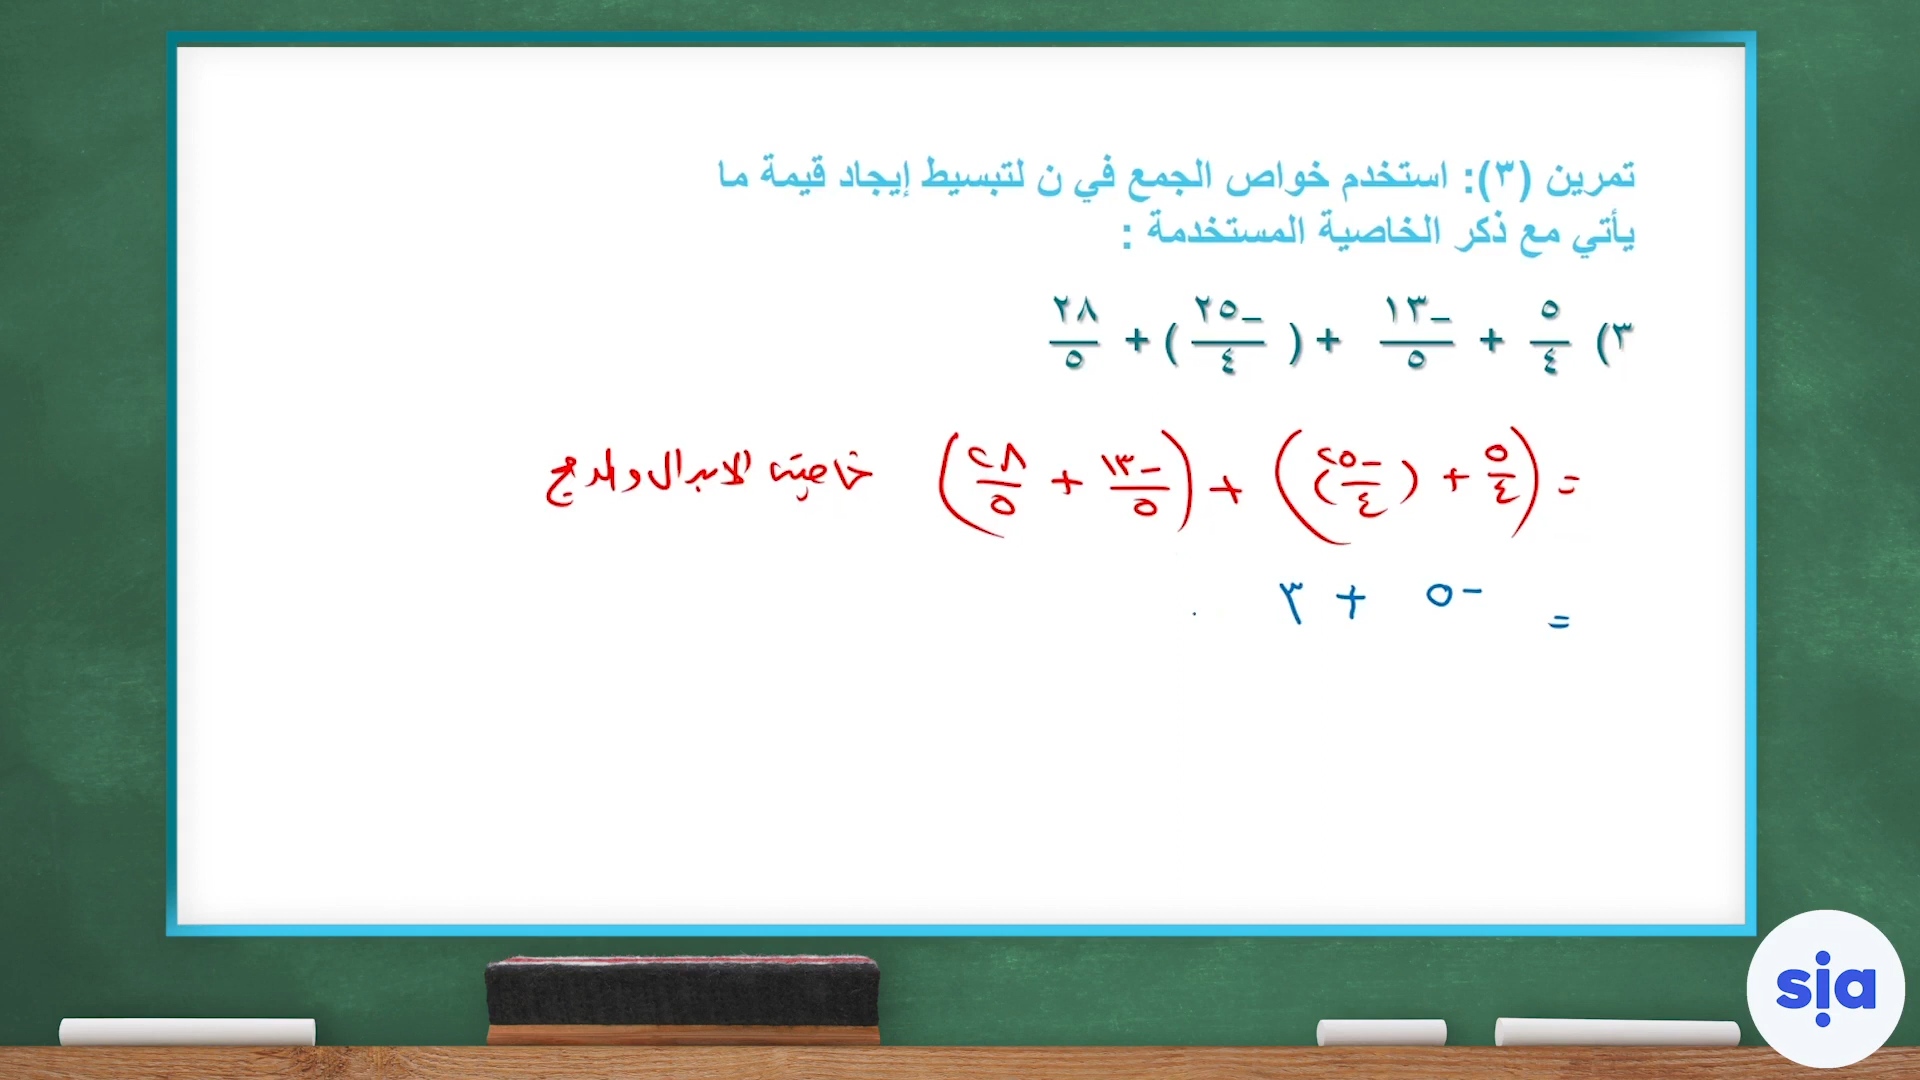 تمرين (٣): استخدم خواص الجمع في ن لتبسيط إيجاد قيمة ما
يأتي مع ذكر الخاصية المستخدمة :
٣) ٥/٤ + −١٣/٥ + (−٢٥/٤) + ٢٨/٥
= (٥/٤ + (−٢٥/٤)) + (−١٣/٥ + ٢٨/٥) خاصية الابدال والدمج
= −٥ + ٣
sia